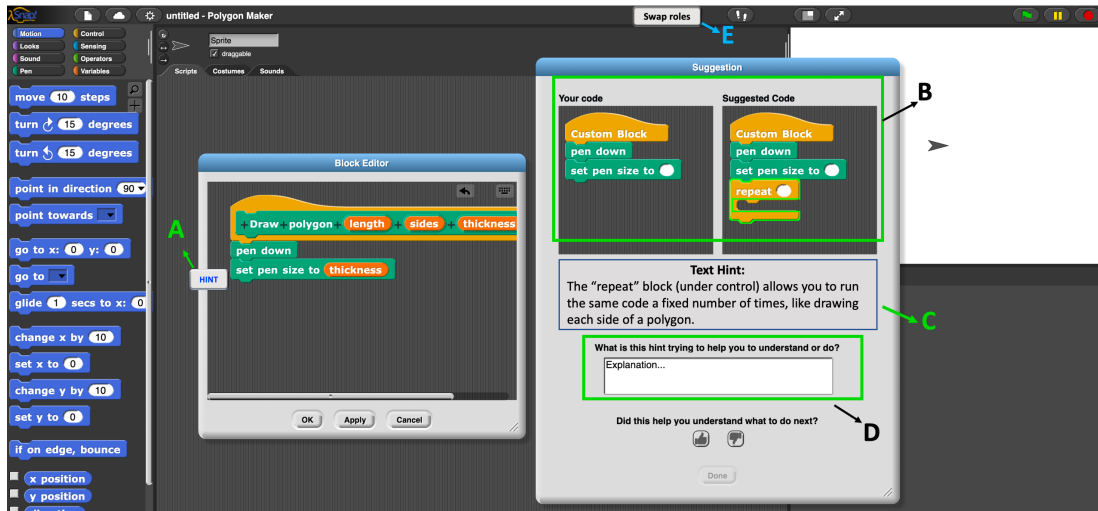 Snap! untitled - Polygon Maker Swap roles
E
Motion Control
Looks Sensing
Sound Operators
Pen Variables
Sprite
draggable
Scripts Costumes Sounds
move 10 steps
turn 15 degrees
turn 15 degrees
point in direction 90
point towards
go to x: 0 y: 0
go to
glide 1 secs to x: 0
change x by 10
set x to 0
change y by 10
set y to 0
if on edge, bounce
x position
y position
A
HINT
Block Editor
+ Draw + polygon + length + sides + thickness
pen down
set pen size to thickness
OK Apply Cancel
Suggestion
Your code Suggested Code
Custom Block
pen down
set pen size to
Custom Block
pen down
set pen size to
repeat
B
Text Hint:
The “repeat” block (under control) allows you to run
the same code a fixed number of times, like drawing
each side of a polygon.
C
What is this hint trying to help you to understand or do?
Explanation...
D
Did this help you understand what to do next?
Done